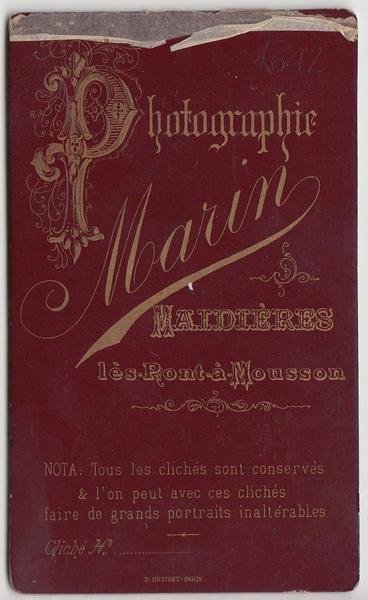 Photographie
Marin
MAIDIÈRES
lès-Pont-à-Mousson
NOTA: Tous les clichés sont conservés
& l'on peut avec ces clichés
faire de grands portraits inaltérables
Cliché N.º